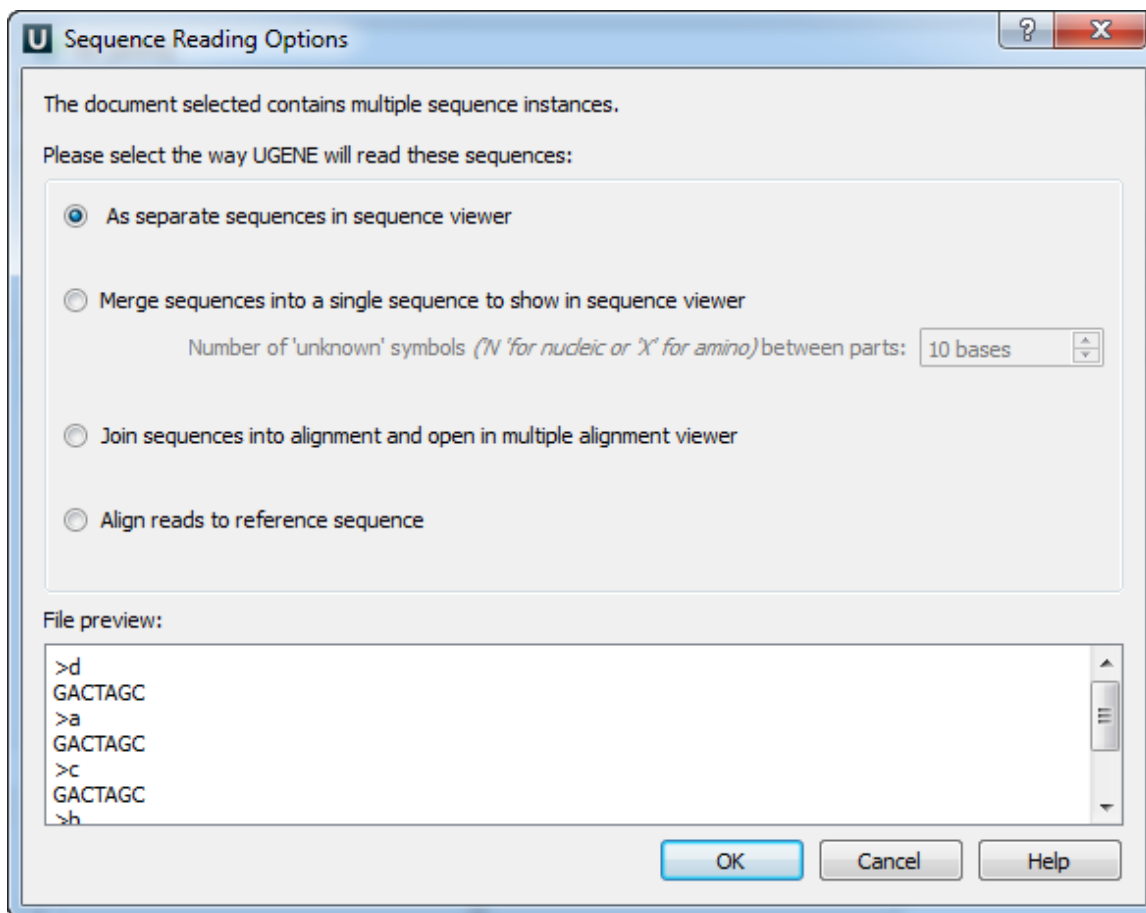 U Sequence Reading Options
The document selected contains multiple sequence instances.
Please select the way UGENE will read these sequences:
As separate sequences in sequence viewer
Merge sequences into a single sequence to show in sequence viewer
Number of 'unknown' symbols ('N 'for nucleic or 'X' for amino) between parts: 10 bases
Join sequences into alignment and open in multiple alignment viewer
Align reads to reference sequence
File preview:
>d
GACTAGC
>a
GACTAGC
>c
GACTAGC
>b
OK Cancel Help